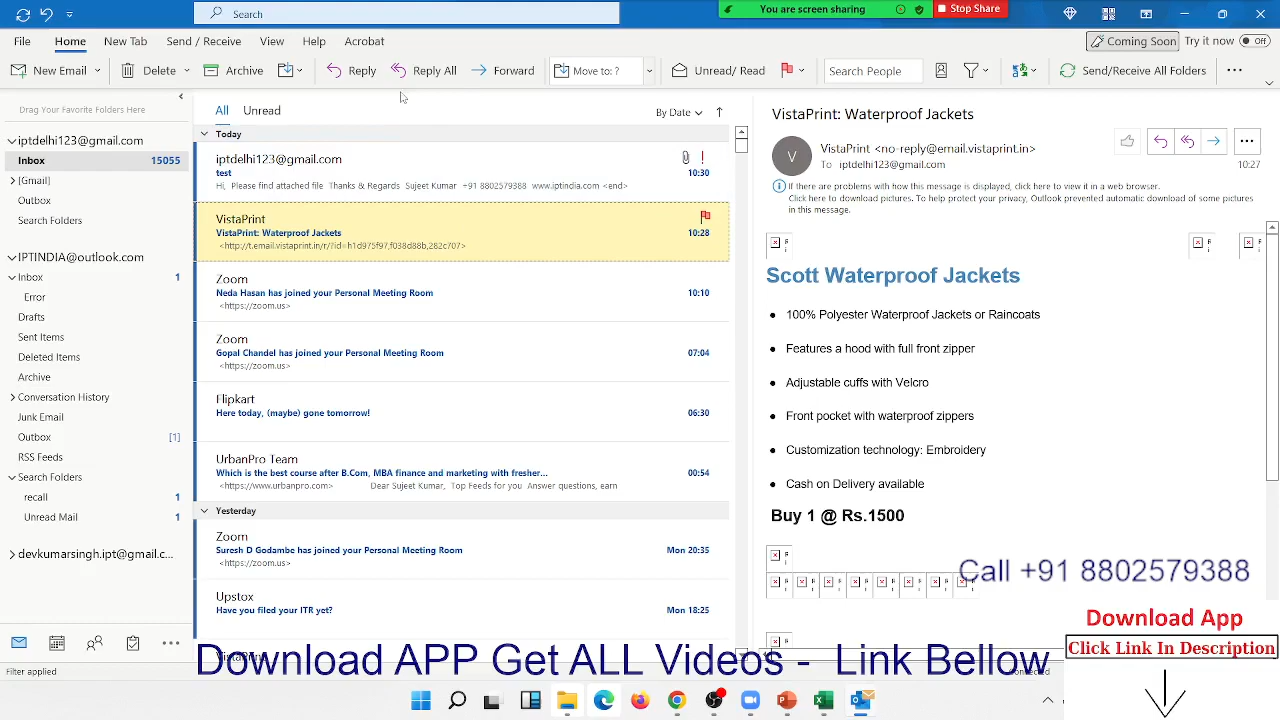 Search
You are screen sharing
Stop Share
File Home New Tab Send / Receive View Help Acrobat
Coming Soon Try it now Off
New Email Delete Archive Reply Reply All Forward Move to: ? Unread/ Read Search People Send/Receive All Folders
Drag Your Favorite Folders Here
iptdelhi123@gmail.com
Inbox 15055
[Gmail]
Outbox
Search Folders
IPTINDIA@outlook.com
Inbox 1
Error
Drafts
Sent Items
Deleted Items
Archive
Conversation History
Junk Email
Outbox [1]
RSS Feeds
Search Folders
recall 1
Unread Mail 1
devkumarsingh.ipt@gmail.c...
Filter applied
All Unread By Date
Today
iptdelhi123@gmail.com
test 10:30
Hi, Please find attached file Thanks & Regards Sujeet Kumar +91 8802579388 www.iptindia.com <end>
VistaPrint
VistaPrint: Waterproof Jackets 10:28
<http://t.email.vistaprint.in/r/?id=h1d975f97,f038d88b,282c707>
Zoom
Neda Hasan has joined your Personal Meeting Room 10:10
<https://zoom.us>
Zoom
Gopal Chandel has joined your Personal Meeting Room 07:04
<https://zoom.us>
Flipkart
Here today, (maybe) gone tomorrow! 06:30
UrbanPro Team
Which is the best course after B.Com, MBA finance and marketing with fresher... 00:54
<https://www.urbanpro.com> Dear Sujeet Kumar, Top Feeds for you Answer questions, earn
Yesterday
Zoom
Suresh D Godambe has joined your Personal Meeting Room Mon 20:35
<https://zoom.us>
Upstox
Have you filed your ITR yet? Mon 18:25
VistaPrint: Waterproof Jackets
V
VistaPrint <no-reply@email.vistaprint.in>
To iptdelhi123@gmail.com
10:27
If there are problems with how this message is displayed, click here to view it in a web browser.
Click here to download pictures. To help protect your privacy, Outlook prevented automatic download of some pictures
in this message.
Scott Waterproof Jackets
100% Polyester Waterproof Jackets or Raincoats
Features a hood with full front zipper
Adjustable cuffs with Velcro
Front pocket with waterproof zippers
Customization technology: Embroidery
Cash on Delivery available
Buy 1 @ Rs.1500
Call +91 8802579388
Download App
Click Link In Description
Download APP Get ALL Videos - Link Bellow